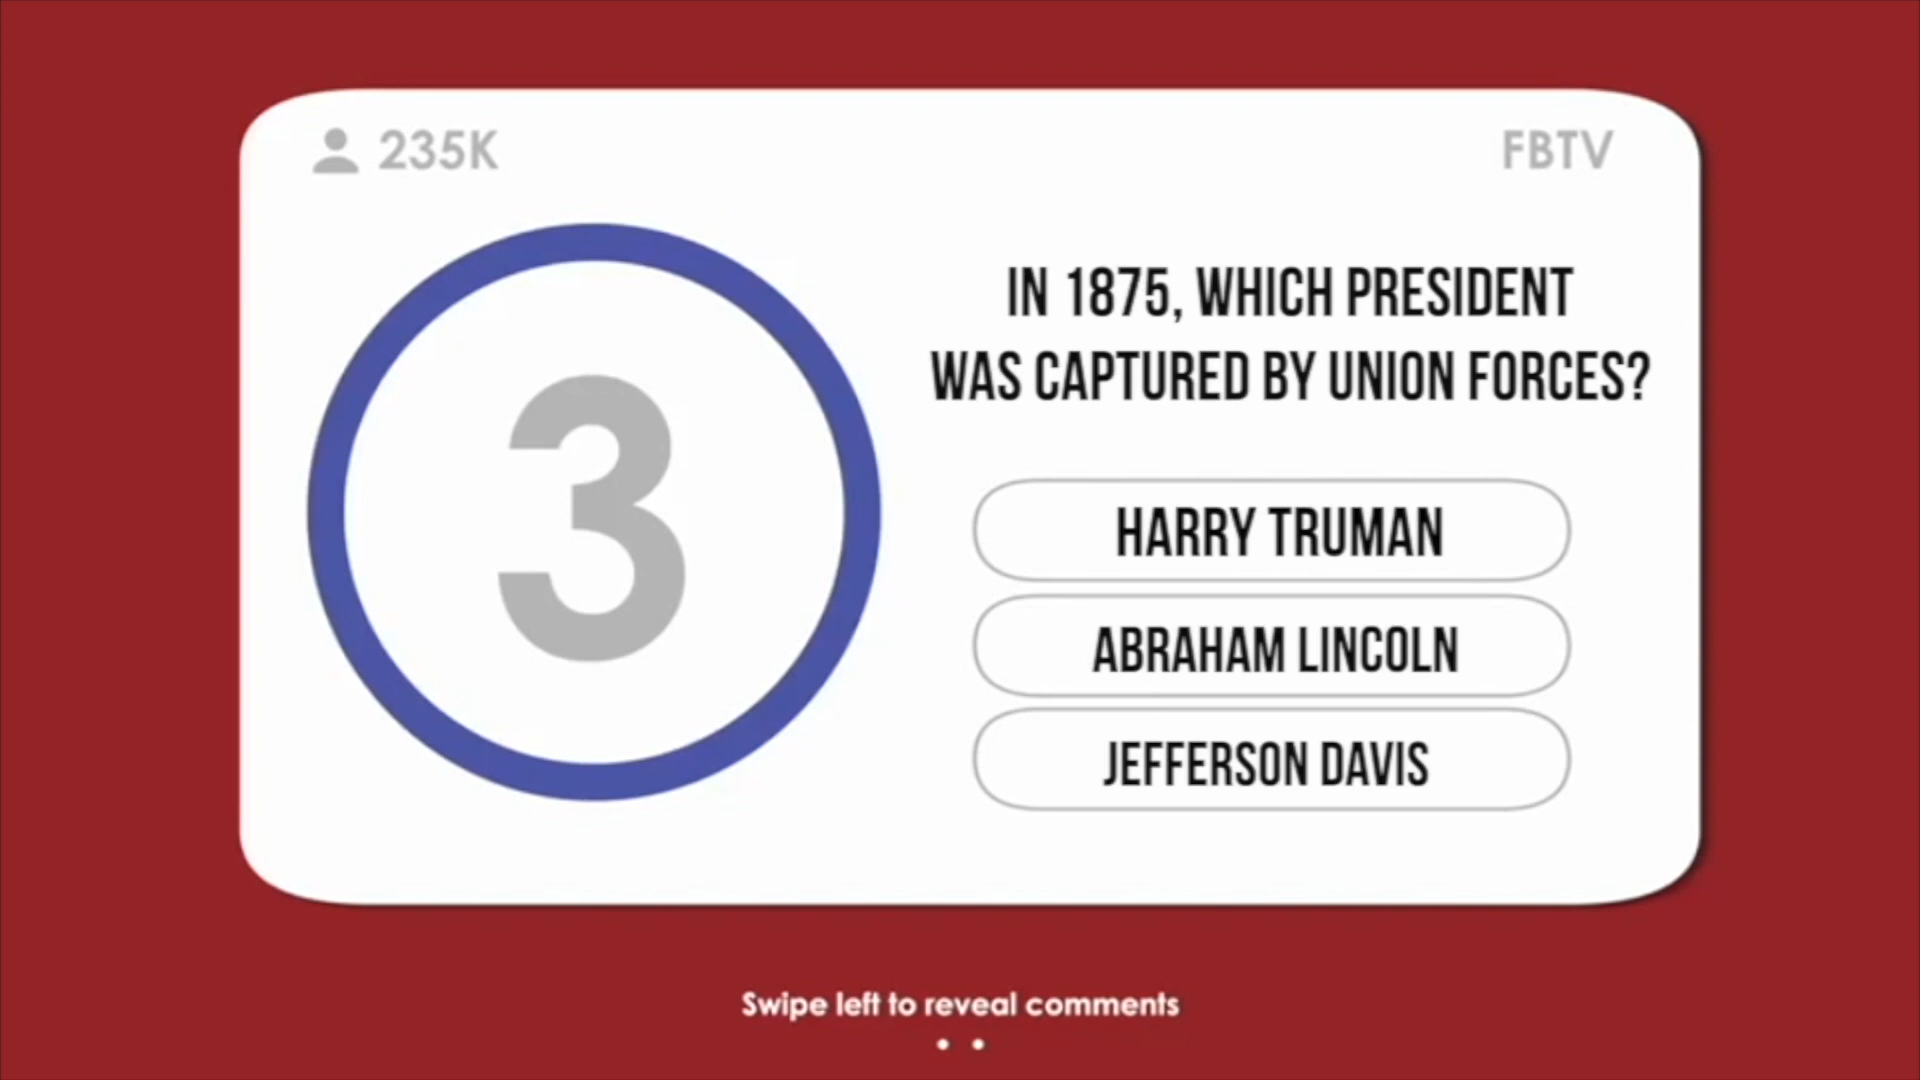 235K
FBTV
3
IN 1875, WHICH PRESIDENT
WAS CAPTURED BY UNION FORCES?
HARRY TRUMAN
ABRAHAM LINCOLN
JEFFERSON DAVIS
Swipe left to reveal comments